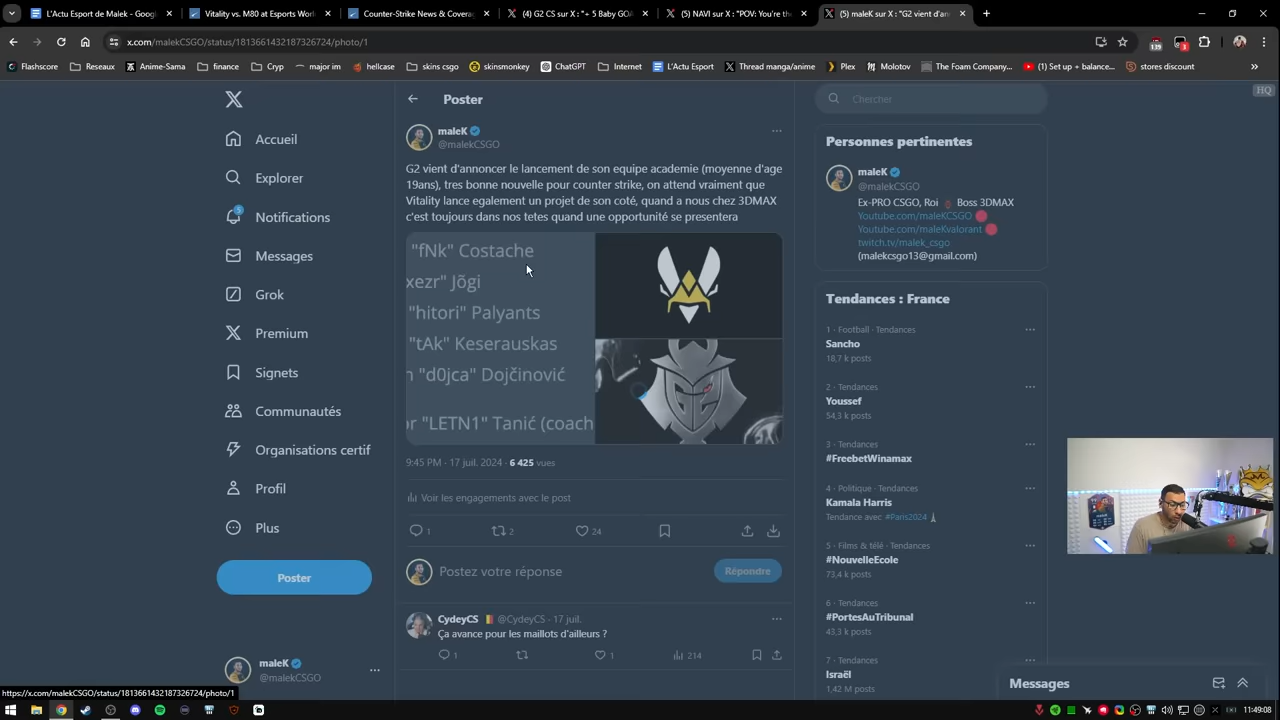 L'Actu Esport de Malek - Googl
Vitality vs. M80 at Esports Worl
Counter-Strike News & Coverag
(4) G2 CS sur X : "+ 5 Baby GOA
(5) NAVI sur X : "POV: You're the
(5) maleK sur X : "G2 vient d'an
x.com/malekCSGO/status/1813661432187326724/photo/1
Flashscore
Reseaux
Anime-Sama
finance
Cryp
major im
hellcase
skins csgo
skinsmonkey
ChatGPT
Internet
L'Actu Esport
Thread manga/anime
Plex
Molotov
The Foam Company...
(1) Set up + balance...
stores discount
HQ
Accueil
Explorer
Notifications
Messages
Grok
Premium
Signets
Communautés
Organisations certif
Profil
Plus
Poster
maleK
@malekCSGO
Poster
maleK
@malekCSGO
G2 vient d'annoncer le lancement de son equipe academie (moyenne d'age
19ans), tres bonne nouvelle pour counter strike, on attend vraiment que
Vitality lance egalement un projet de son coté, quand a nous chez 3DMAX
c'est toujours dans nos tetes quand une opportunité se presentera
"fNk" Costache
xezr" Jõgi
"hitori" Palyants
"tAk" Keserauskas
"d0jca" Dojčinović
or "LETN1" Tanić (coach
9:45 PM · 17 juil. 2024 · 6 425 vues
Voir les engagements avec le post
1
2
24
Postez votre réponse
Répondre
CydeyCS @CydeyCS · 17 juil.
Ça avance pour les maillots d'ailleurs ?
1
1
214
Chercher
Personnes pertinentes
maleK
@malekCSGO
Ex-PRO CSGO, Roi Boss 3DMAX
Youtube.com/maleKCSGO
Youtube.com/maleKvalorant
twitch.tv/malek_csgo
(malekcsgo13@gmail.com)
Tendances : France
1 · Football · Tendances
Sancho
18,7 k posts
2 · Tendances
Youssef
54,3 k posts
3 · Tendances
#FreebetWinamax
4 · Politique · Tendances
Kamala Harris
Tendance avec #Paris2024
5 · Films & télé · Tendances
#NouvelleEcole
73,4 k posts
6 · Tendances
#PortesAuTribunal
43,3 k posts
7 · Tendances
Israël
1,42 M posts
Messages
https://x.com/malekCSGO/status/1813661432187326724/photo/1
11:49:08